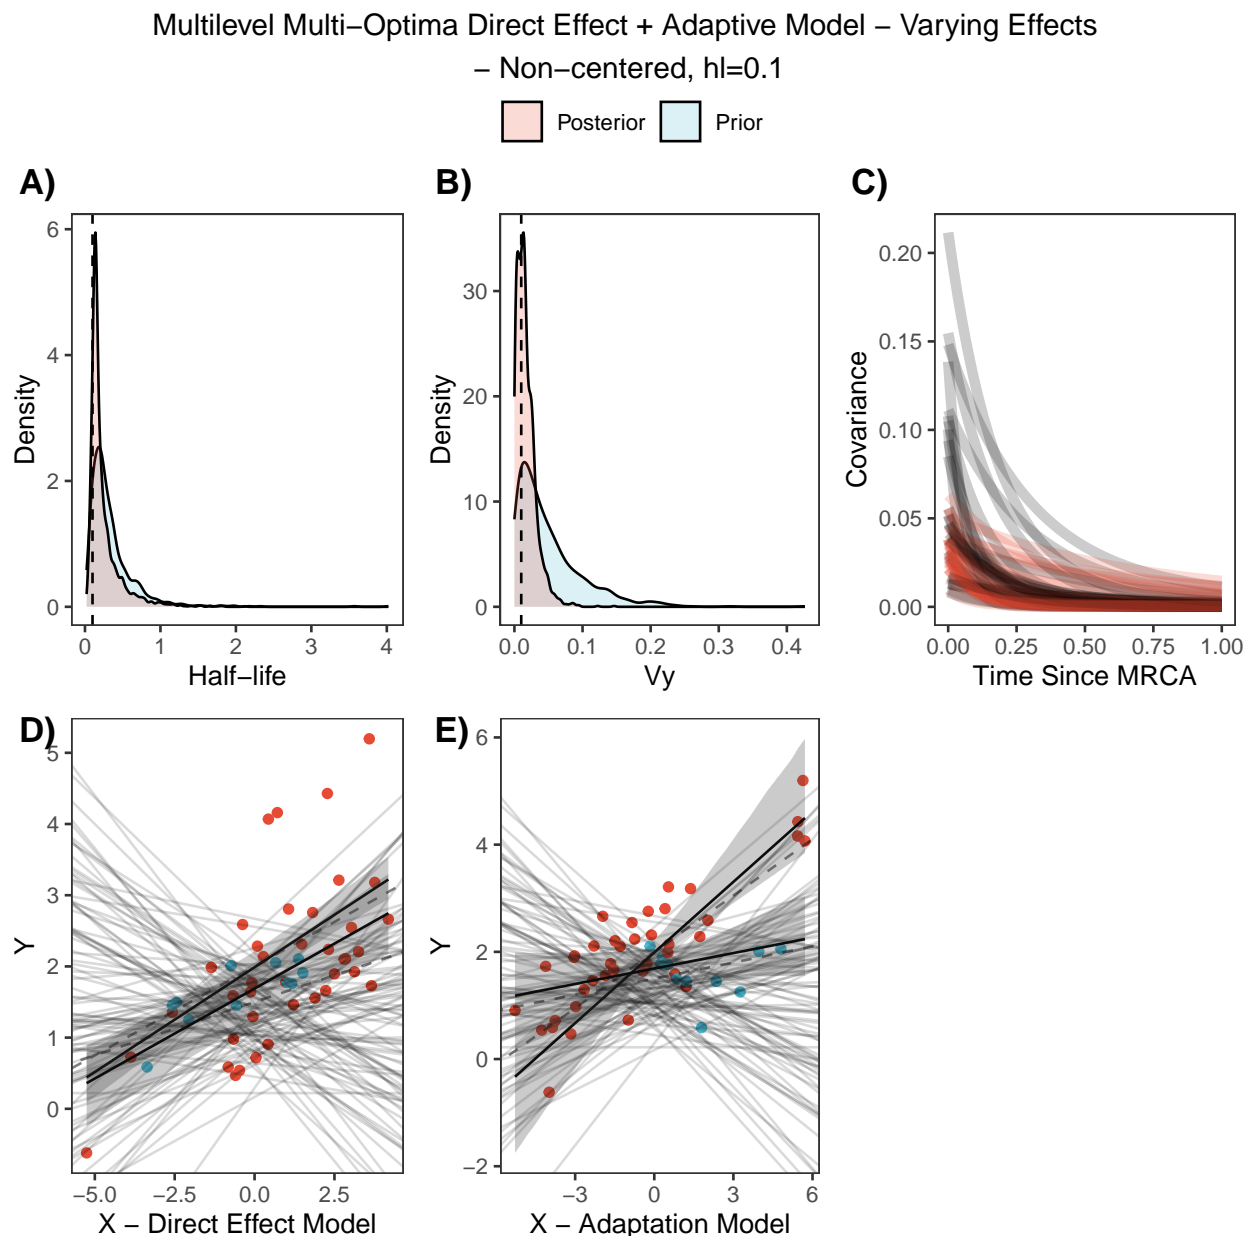 Multilevel Multi−Optima Direct Effect + Adaptive Model − Varying Effects
− Non−centered, hl=0.1
Posterior Prior
A) B) C)
6
4
2
0
Density
0 1 2 3 4
Half−life
30
20
10
0
Density
0.0 0.1 0.2 0.3 0.4
Vy
0.20
0.15
0.10
0.05
0.00
Covariance
0.00 0.25 0.50 0.75 1.00
Time Since MRCA
D) E)
5
4
3
2
1
0
Y
−5.0 −2.5 0.0 2.5
X − Direct Effect Model
6
4
2
0
−2
Y
−3 0 3 6
X − Adaptation Model